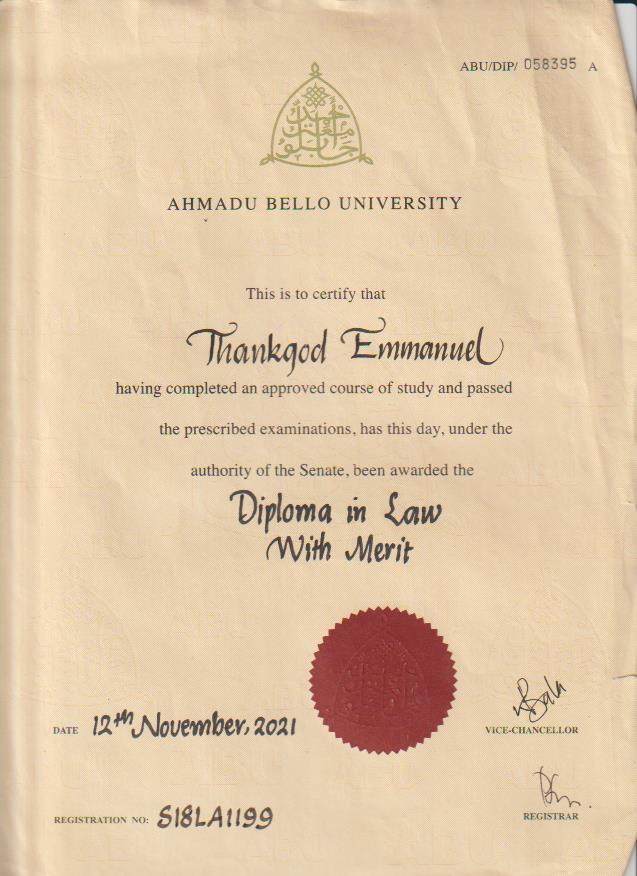 ABU/DIP/ 058395 A
AHMADU BELLO UNIVERSITY
This is to certify that
Thankgod Emmanuel
having completed an approved course of study and passed
the prescribed examinations, has this day, under the
authority of the Senate, been awarded the
Diploma in Law
With Merit
DATE 12th November, 2021
VICE-CHANCELLOR
REGISTRATION NO: S18LA1199
REGISTRAR